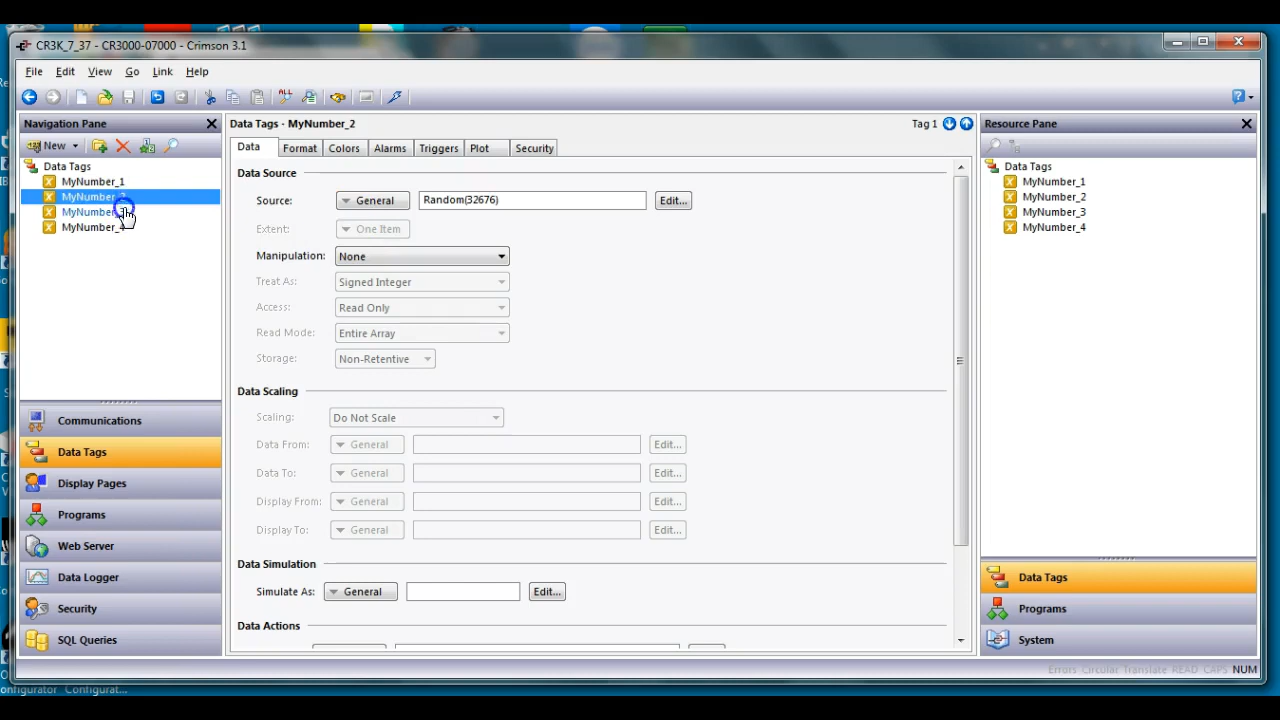 CR3K_7_37 - CR3000-07000 - Crimson 3.1
File Edit View Go Link Help
Navigation Pane
Data Tags - MyNumber_2
Tag 1
Resource Pane
New
Data Format Colors Alarms Triggers Plot Security
Data Tags
MyNumber_1
MyNumber_2
MyNumber_3
MyNumber_4
Data Source
Source: General Random(32676) Edit...
Extent: One Item
Manipulation: None
Treat As: Signed Integer
Access: Read Only
Read Mode: Entire Array
Storage: Non-Retentive
Data Scaling
Scaling: Do Not Scale
Data From: General Edit...
Data To: General Edit...
Display From: General Edit...
Display To: General Edit...
Data Simulation
Simulate As: General Edit...
Data Actions
Data Tags
MyNumber_1
MyNumber_2
MyNumber_3
MyNumber_4
Communications
Data Tags
Display Pages
Programs
Web Server
Data Logger
Security
SQL Queries
Data Tags
Programs
System
Errors Circular Translate READ CAPS NUM
onfigurator Configurat...